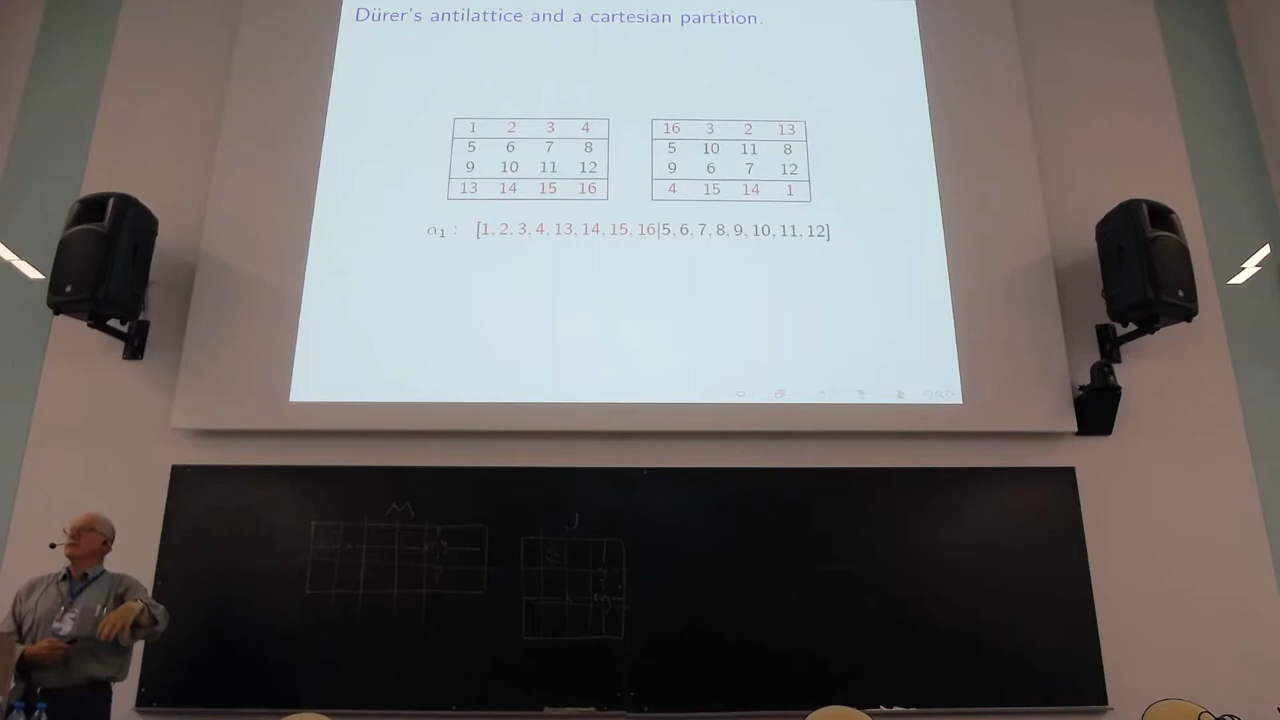 Dürer's antilattice and a cartesian partition.
1 2 3 4
5 6 7 8
9 10 11 12
13 14 15 16
16 3 2 13
5 10 11 8
9 6 7 12
4 15 14 1
α₁ : [1, 2, 3, 4, 13, 14, 15, 16|5, 6, 7, 8, 9, 10, 11, 12]
M
J